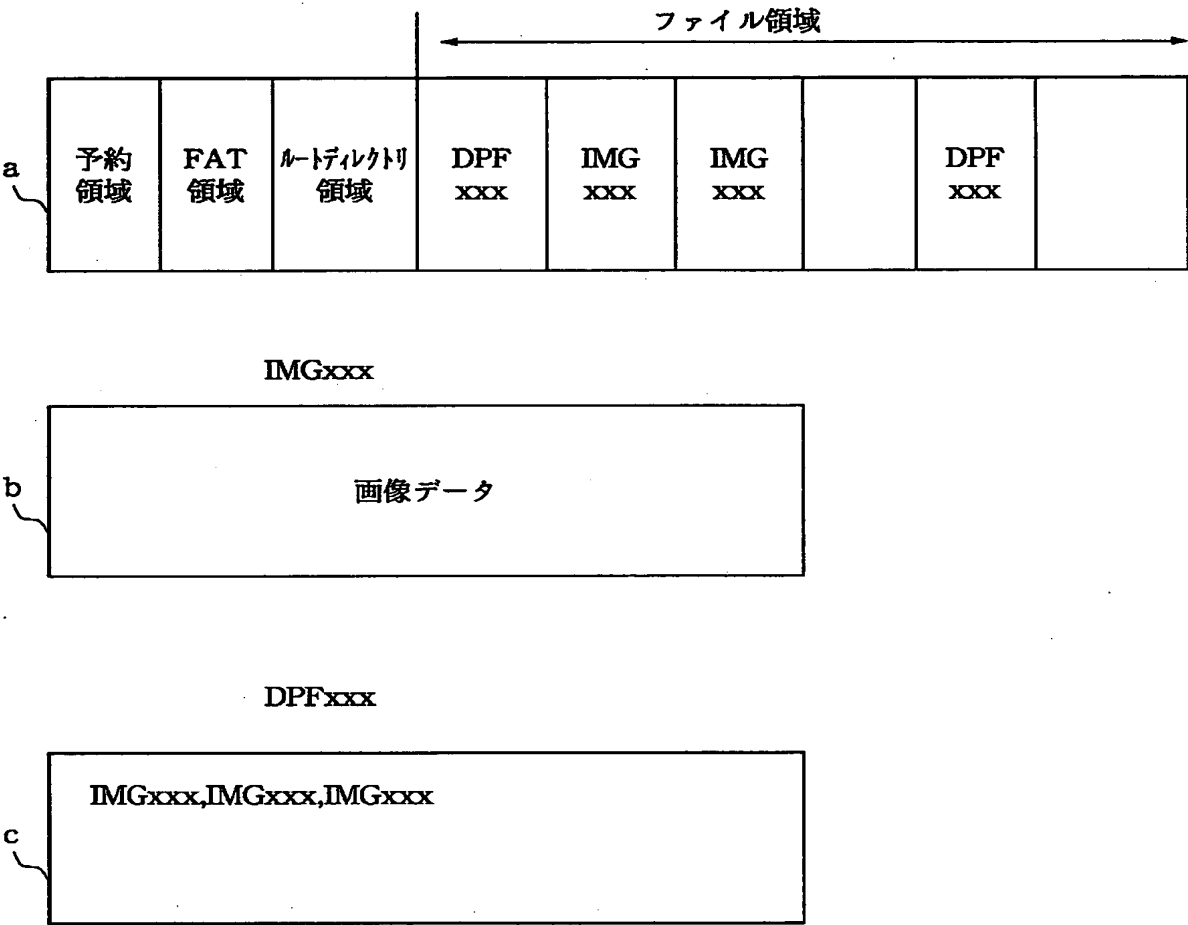 ファイル領域
a
予約
領域
FAT
領域
ルートディレクトリ
領域
DPF
xxx
IMG
xxx
IMG
xxx
DPF
xxx
IMGxxx
b
画像データ
DPFxxx
c
IMGxxx,IMGxxx,IMGxxx